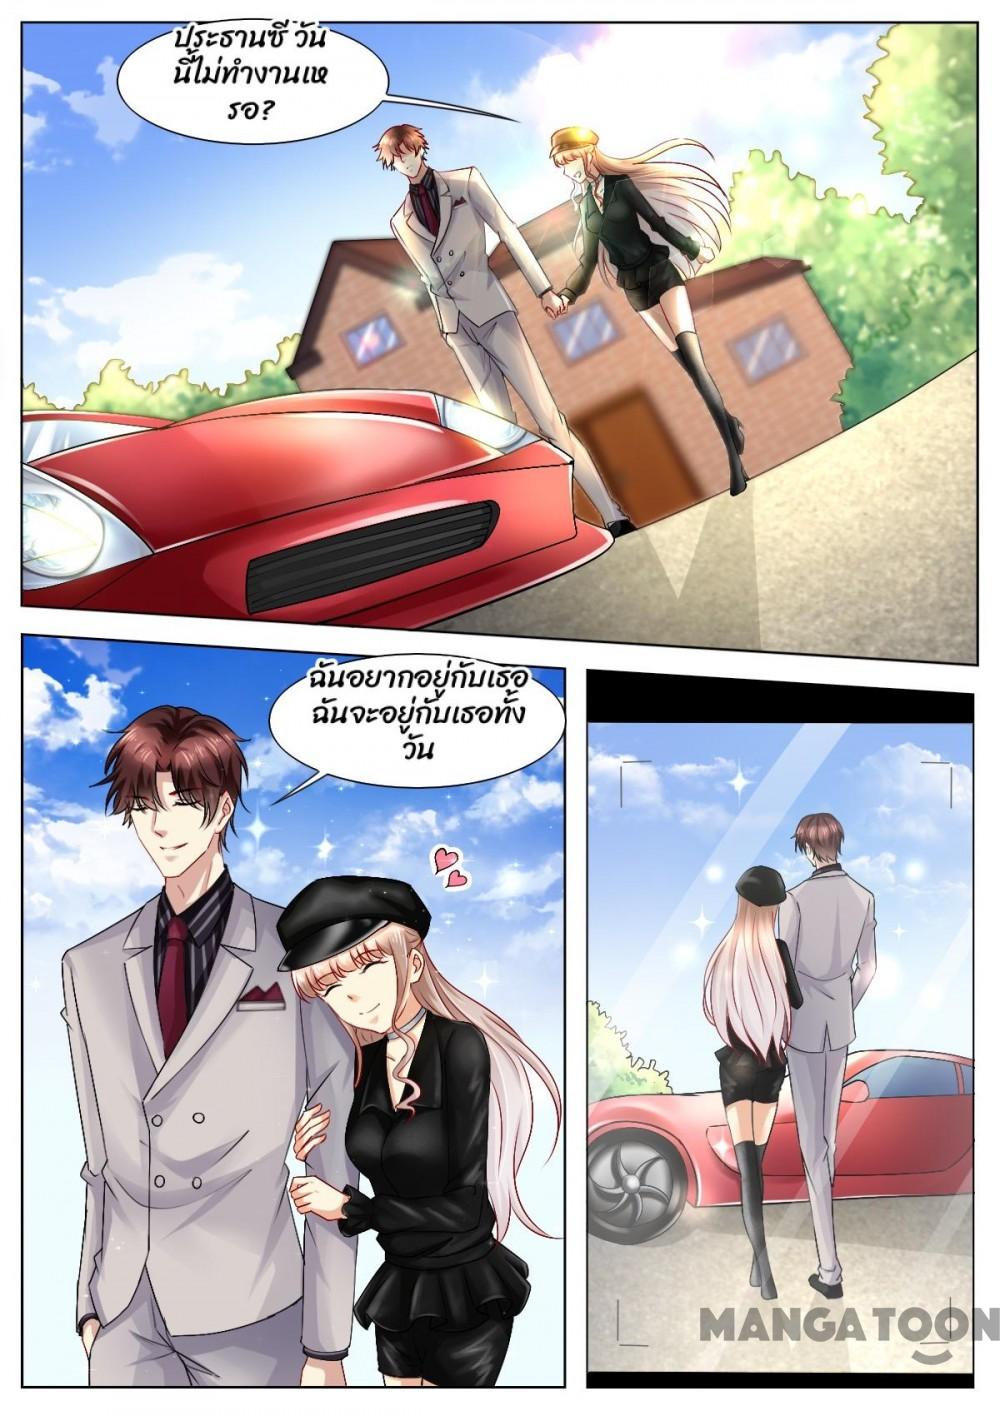 ประธานซี วัน
นี้ไม่ทำงานเห
รอ?
ฉันอยากอยู่กับเธอ
ฉันจะอยู่กับเธอทั้ง
วัน
MANGATOON